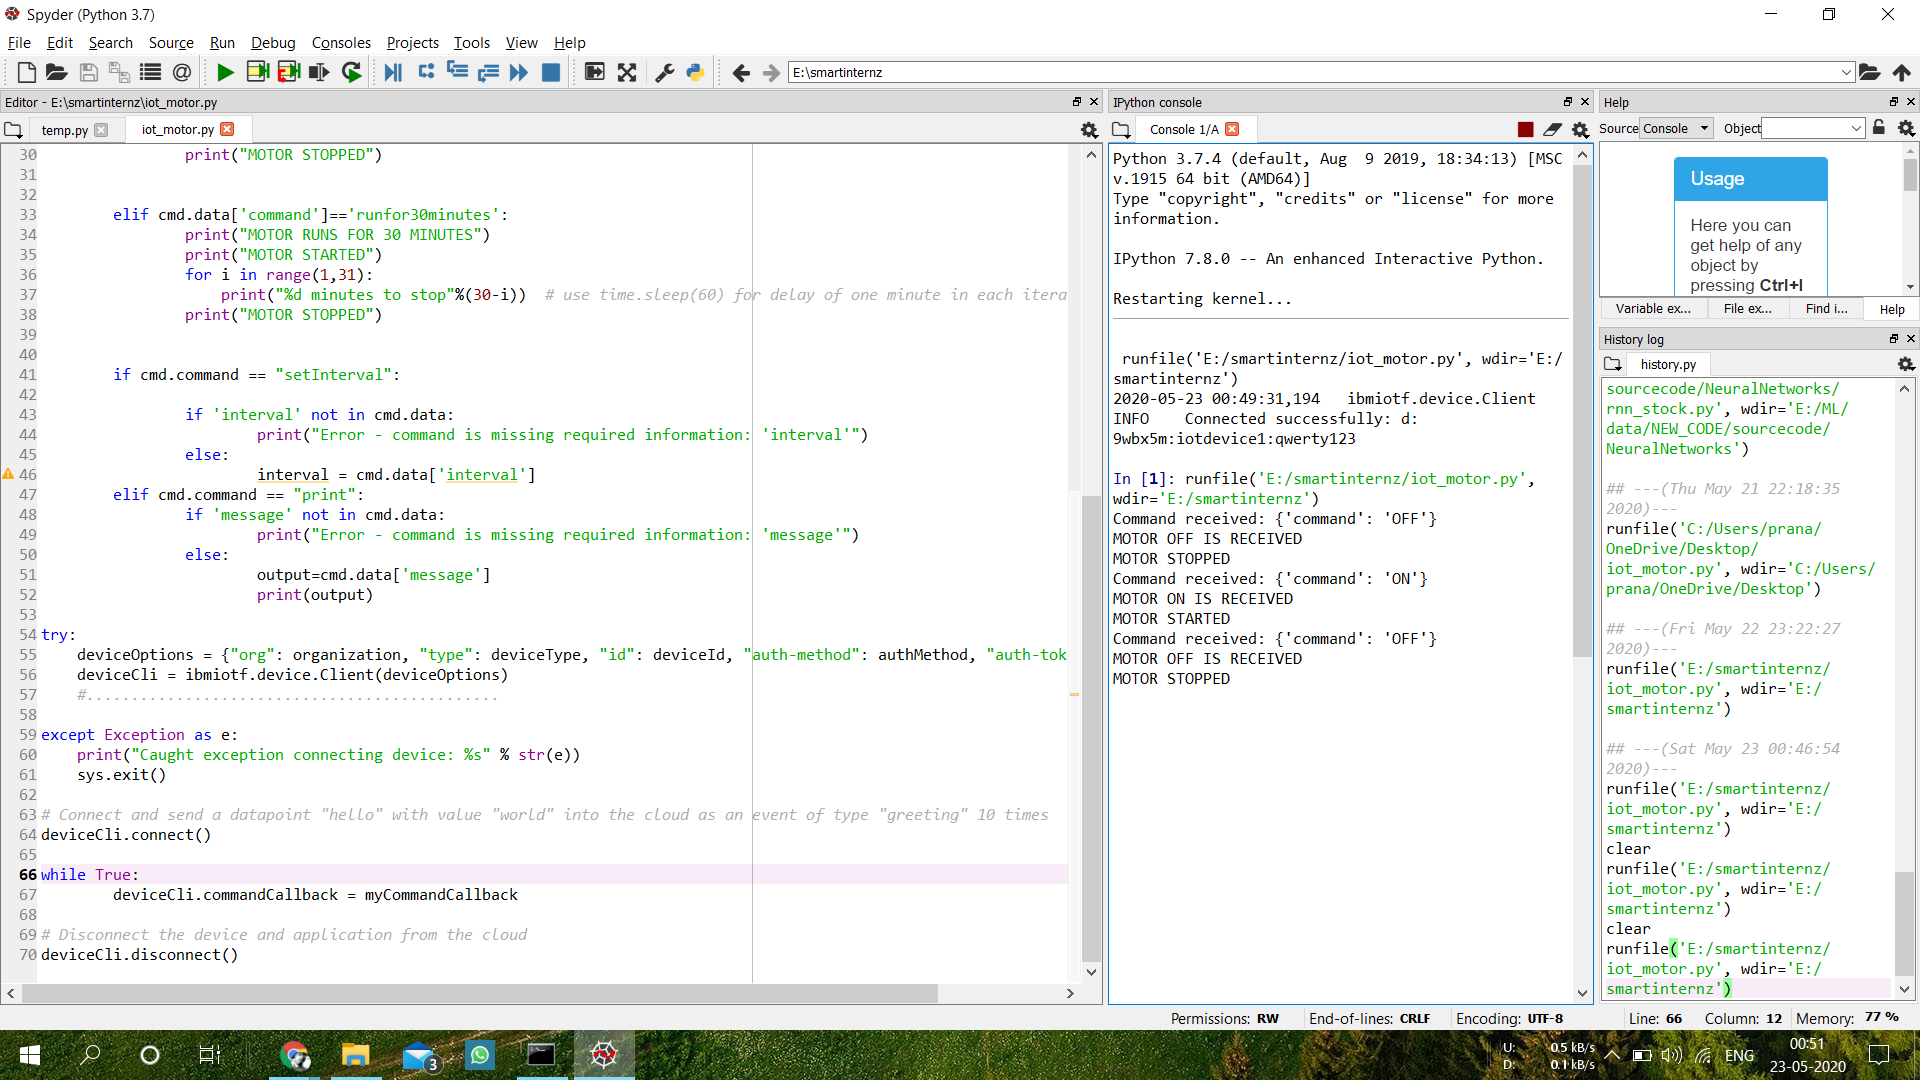 Spyder (Python 3.7)
File Edit Search Source Run Debug Consoles Projects Tools View Help
E:\smartinternz
Editor - E:\smartinternz\iot_motor.py
temp.py
iot_motor.py
30 print("MOTOR STOPPED")
31
32
33 elif cmd.data['command']=='runfor30minutes':
34 print("MOTOR RUNS FOR 30 MINUTES")
35 print("MOTOR STARTED")
36 for i in range(1,31):
37 print("%d minutes to stop"%(30-i)) # use time.sleep(60) for delay of one minute in each itera
38 print("MOTOR STOPPED")
39
40
41 if cmd.command == "setInterval":
42
43 if 'interval' not in cmd.data:
44 print("Error - command is missing required information: 'interval'")
45 else:
46 interval = cmd.data['interval']
47 elif cmd.command == "print":
48 if 'message' not in cmd.data:
49 print("Error - command is missing required information: 'message'")
50 else:
51 output=cmd.data['message']
52 print(output)
53
54 try:
55 deviceOptions = {"org": organization, "type": deviceType, "id": deviceId, "auth-method": authMethod, "auth-tok
56 deviceCli = ibmiotf.device.Client(deviceOptions)
57 #..............................................
58
59 except Exception as e:
60 print("Caught exception connecting device: %s" % str(e))
61 sys.exit()
62
63 # Connect and send a datapoint "hello" with value "world" into the cloud as an event of type "greeting" 10 times
64 deviceCli.connect()
65
66 while True:
67 deviceCli.commandCallback = myCommandCallback
68
69 # Disconnect the device and application from the cloud
70 deviceCli.disconnect()
IPython console
Console 1/A
Python 3.7.4 (default, Aug  9 2019, 18:34:13) [MSC
v.1915 64 bit (AMD64)]
Type "copyright", "credits" or "license" for more
information.
IPython 7.8.0 -- An enhanced Interactive Python.
Restarting kernel...
runfile('E:/smartinternz/iot_motor.py', wdir='E:/
smartinternz')
2020-05-23 00:49:31,194   ibmiotf.device.Client
INFO    Connected successfully: d:
9wbx5m:iotdevice1:qwerty123
In [1]: runfile('E:/smartinternz/iot_motor.py',
wdir='E:/smartinternz')
Command received: {'command': 'OFF'}
MOTOR OFF IS RECEIVED
MOTOR STOPPED
Command received: {'command': 'ON'}
MOTOR ON IS RECEIVED
MOTOR STARTED
Command received: {'command': 'OFF'}
MOTOR OFF IS RECEIVED
MOTOR STOPPED
Help
Source Console Object
Usage
Here you can
get help of any
object by
pressing Ctrl+I
Variable ex... File ex... Find i... Help
History log
history.py
sourcecode/NeuralNetworks/
rnn_stock.py', wdir='E:/ML/
data/NEW_CODE/sourcecode/
NeuralNetworks')
## ---(Thu May 21 22:18:35
2020)---
runfile('C:/Users/prana/
OneDrive/Desktop/
iot_motor.py', wdir='C:/Users/
prana/OneDrive/Desktop')
## ---(Fri May 22 23:22:27
2020)---
runfile('E:/smartinternz/
iot_motor.py', wdir='E:/
smartinternz')
## ---(Sat May 23 00:46:54
2020)---
runfile('E:/smartinternz/
iot_motor.py', wdir='E:/
smartinternz')
clear
runfile('E:/smartinternz/
iot_motor.py', wdir='E:/
smartinternz')
clear
runfile('E:/smartinternz/
iot_motor.py', wdir='E:/
smartinternz')
Permissions: RW End-of-lines: CRLF Encoding: UTF-8 Line: 66 Column: 12 Memory: 77 %
3
U: 0.5 kB/s
D: 0.1 kB/s
ENG
00:51
23-05-2020